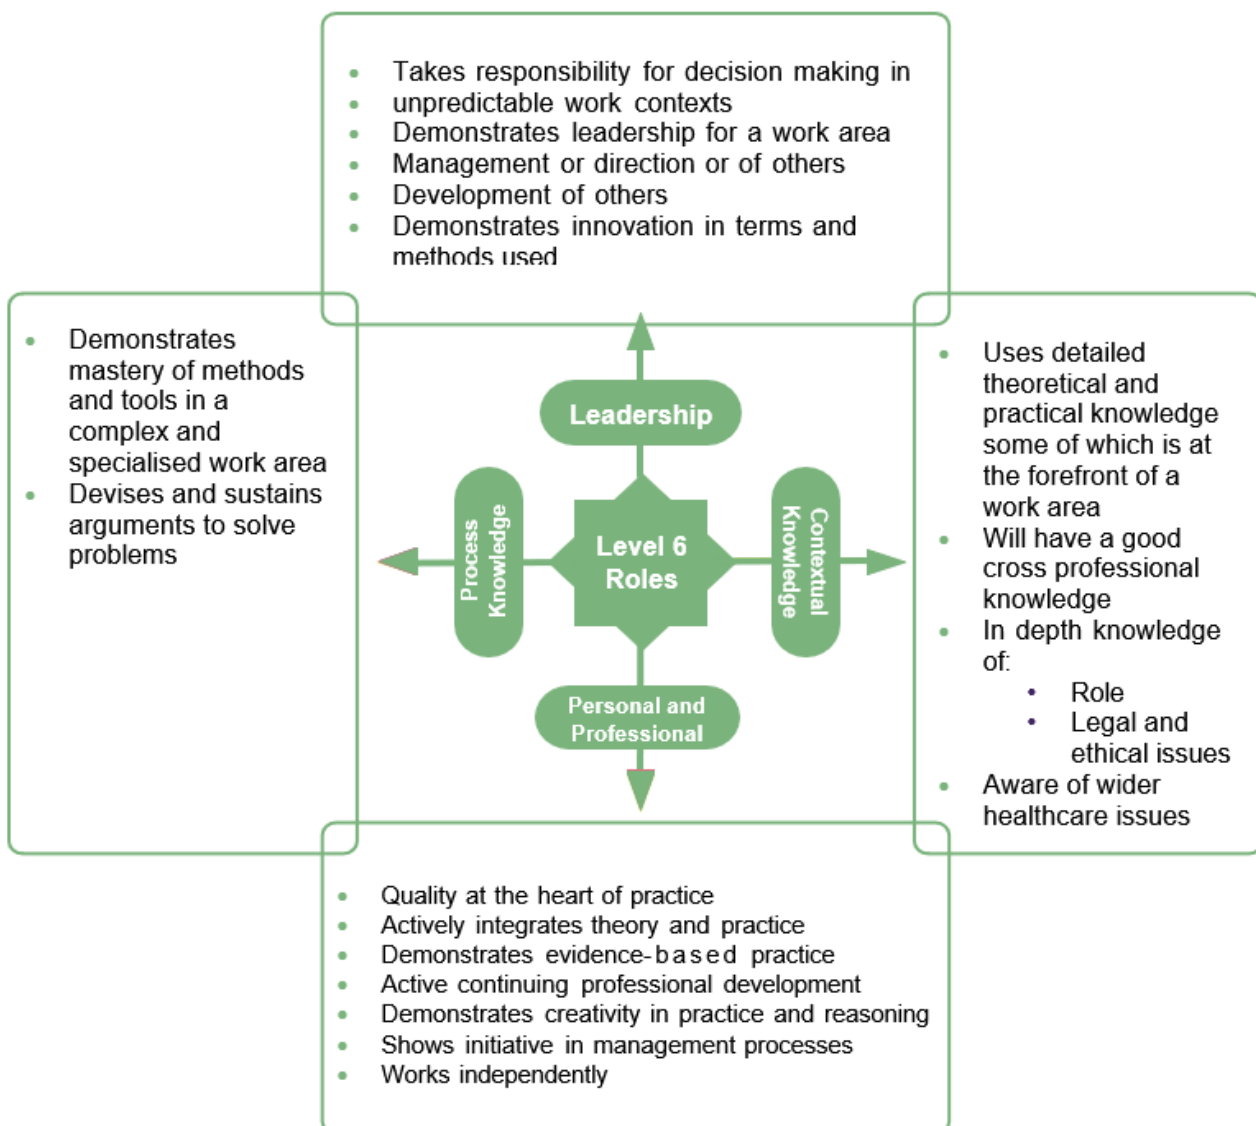 Takes responsibility for decision making in
unpredictable work contexts
Demonstrates leadership for a work area
Management or direction or of others
Development of others
Demonstrates innovation in terms and
methods used
Demonstrates
mastery of methods
and tools in a
complex and
specialised work area
Devises and sustains
arguments to solve
problems
Leadership
Process
Knowledge
Level 6
Roles
Contextual
Knowledge
Personal and
Professional
Uses detailed
theoretical and
practical knowledge
some of which is at
the forefront of a
work area
Will have a good
cross professional
knowledge
In depth knowledge
of:
Role
Legal and
ethical issues
Aware of wider
healthcare issues
Quality at the heart of practice
Actively integrates theory and practice
Demonstrates evidence-based practice
Active continuing professional development
Demonstrates creativity in practice and reasoning
Shows initiative in management processes
Works independently